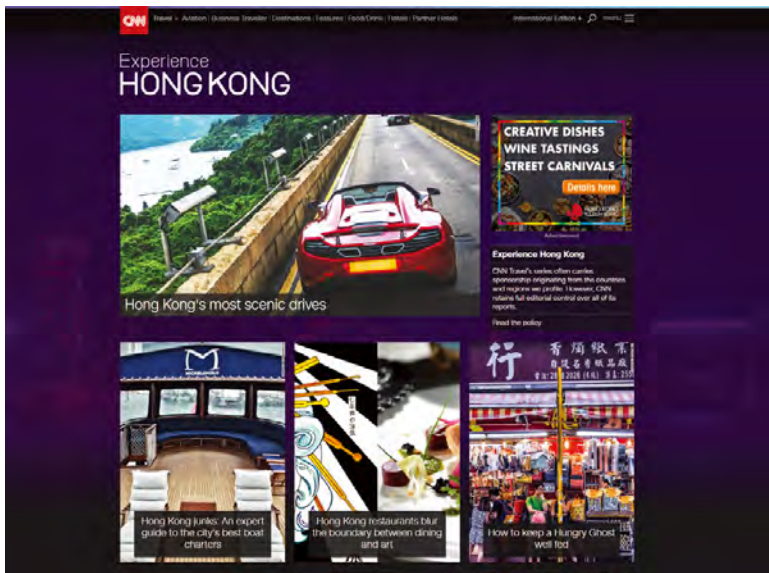 CNN Travel » Aviation | Business Traveller | Destinations | Features | Food/Drink | Hotels | Partner Hotels International Edition + menu
Experience
HONG KONG
CREATIVE DISHES
WINE TASTINGS
STREET CARNIVALS
Details here
Advertisement
Hong Kong's most scenic drives
Experience Hong Kong
CNN Travel's series often carries
sponsorship originating from the countries
and regions we profile. However, CNN
retains full editorial control over all of its
reports.
Read the policy
Hong Kong junks: An expert
guide to the city's best boat
charters
Hong Kong restaurants blur
the boundary between dining
and art
行
How to keep a Hungry Ghost
well fed